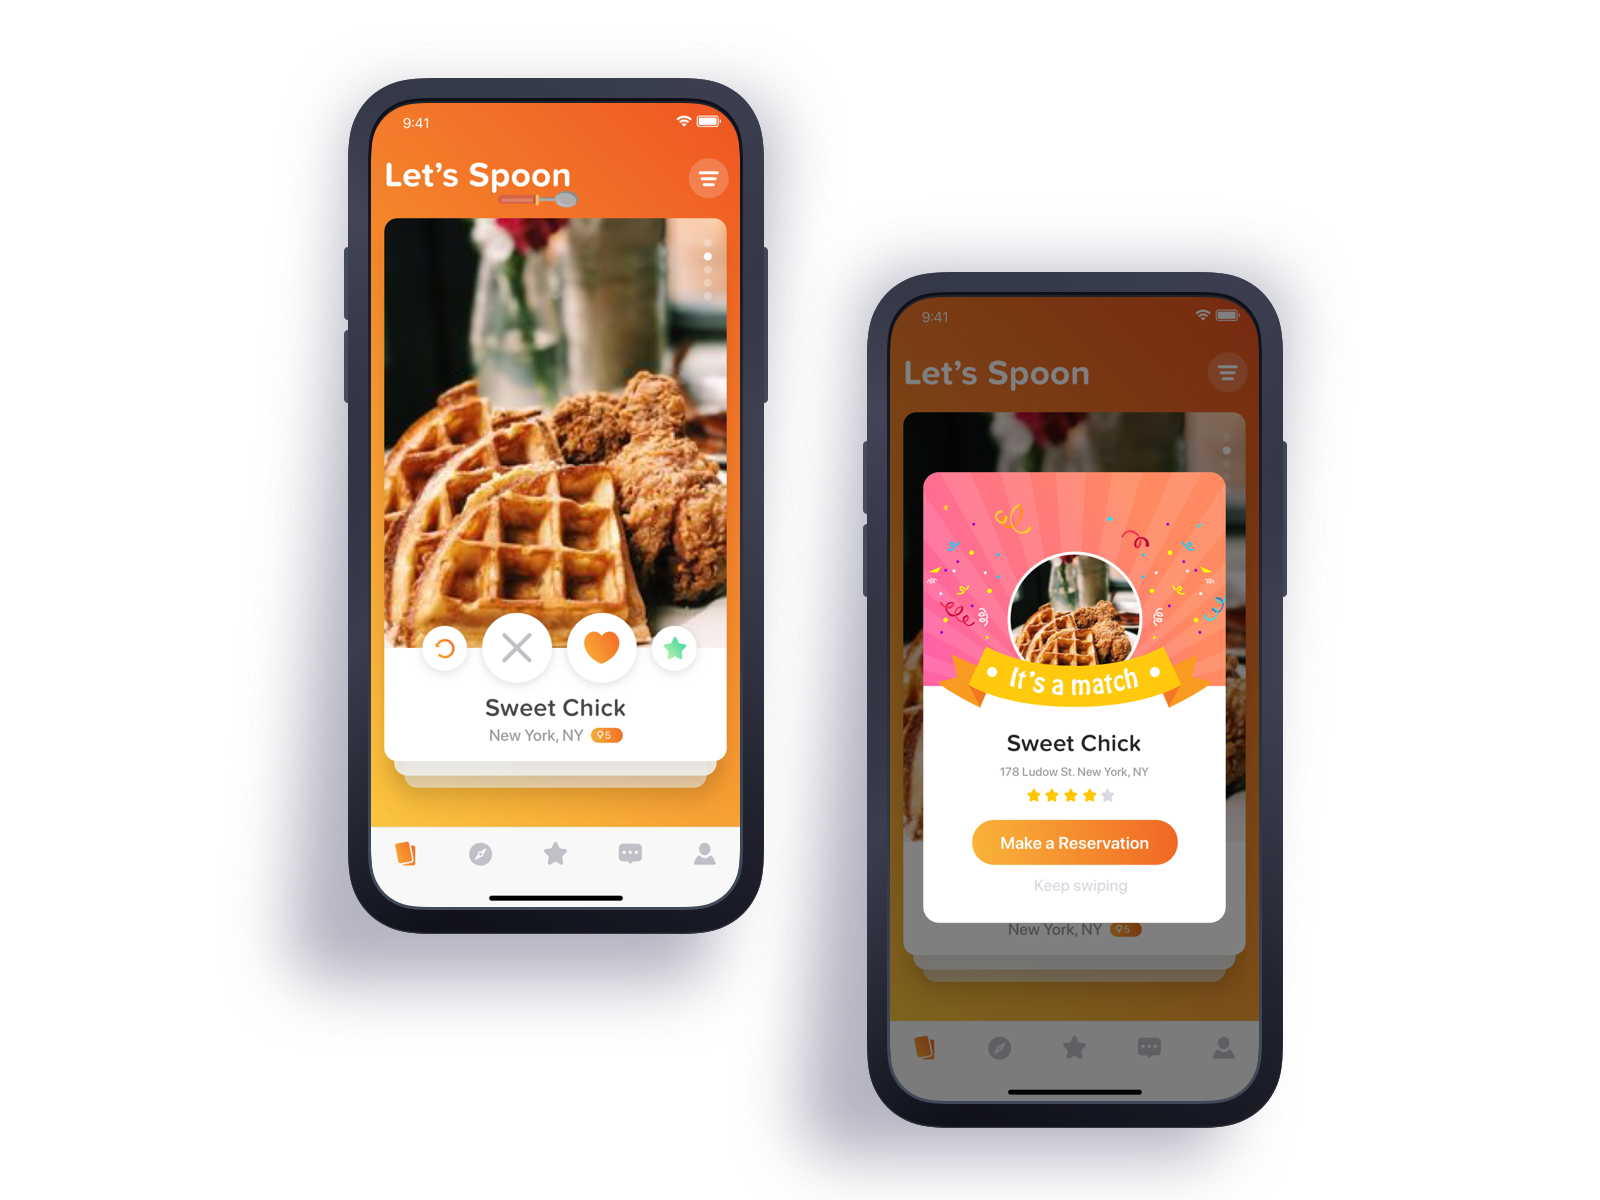 9:41
Let's Spoon
Sweet Chick
New York, NY 5
9:41
Let's Spoon
It's a match
Sweet Chick
178 Ludow St. New York, NY
Make a Reservation
Keep swiping
New York, NY 5